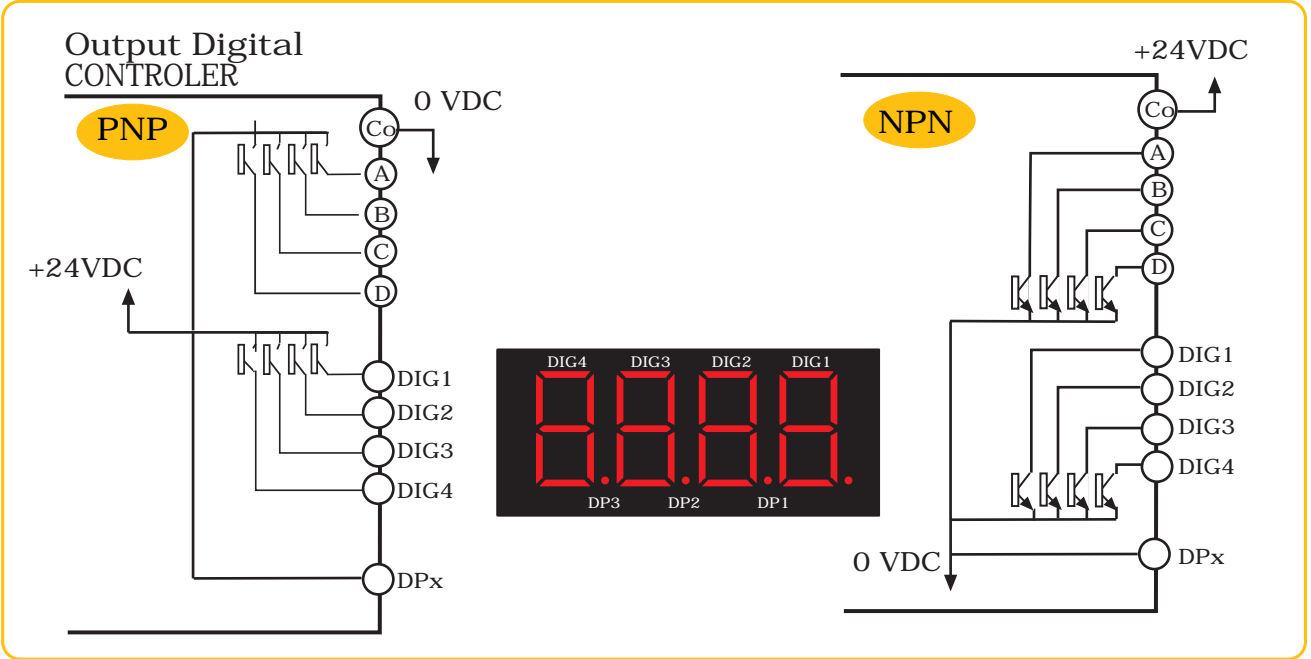 Output Digital
CONTROLER
PNP
0 VDC
Co
A
B
C
D
+24VDC
DIG1
DIG2
DIG3
DIG4
DPx
DIG4 DIG3 DIG2 DIG1
DP3 DP2 DP1
+24VDC
NPN
Co
A
B
C
D
DIG1
DIG2
DIG3
DIG4
0 VDC
DPx